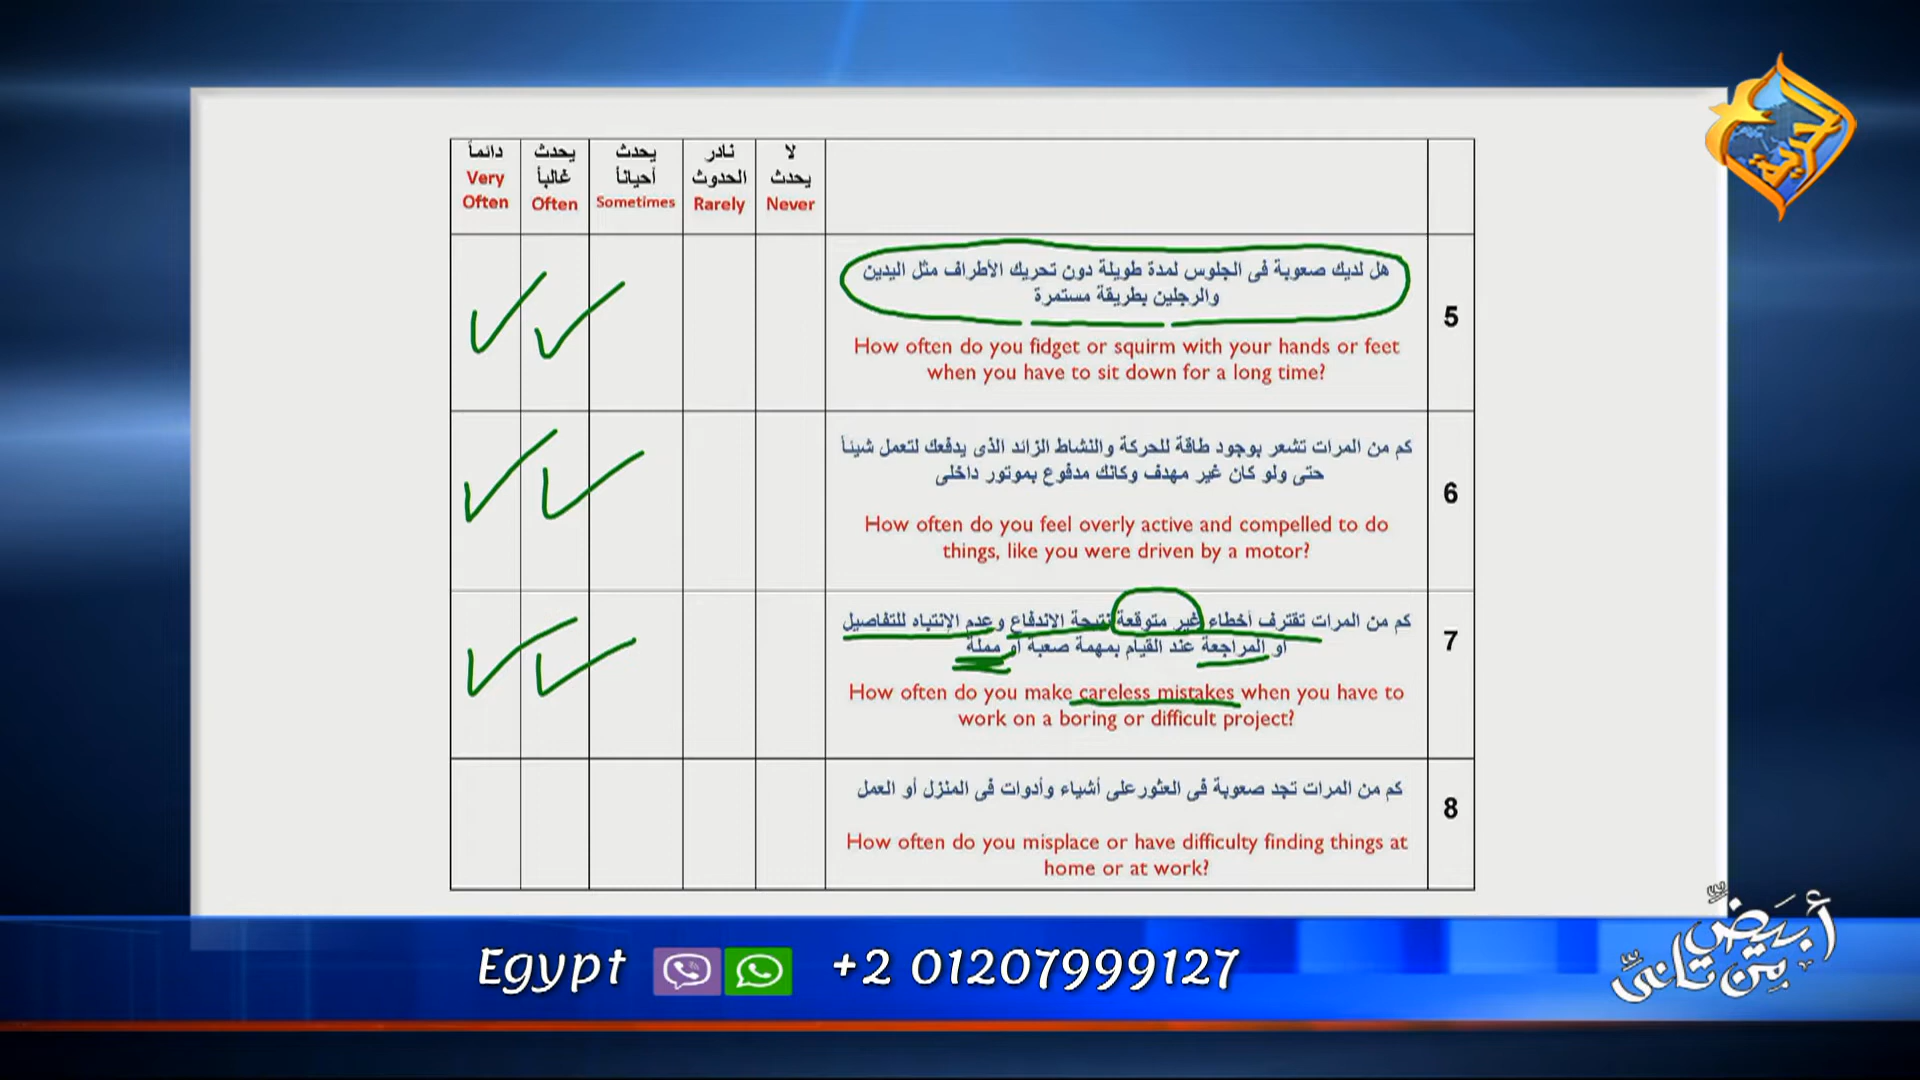 لا
يحدث
Never
نادر
الحدوث
Rarely
يحدث
أحياناً
Sometimes
يحدث
غالباً
Often
دائماً
Very
Often
5
هل لديك صعوبة فى الجلوس لمدة طويلة دون تحريك الأطراف مثل اليدين
والرجلين بطريقة مستمرة
How often do you fidget or squirm with your hands or feet
when you have to sit down for a long time?
6
كم من المرات تشعر بوجود طاقة للحركة والنشاط الزائد الذى يدفعك لتعمل شيئاً
حتى ولو كان غير مهدف وكانك مدفوع بموتور داخلى
How often do you feel overly active and compelled to do
things, like you were driven by a motor?
7
كم من المرات تقترف أخطاء غير متوقعة نتيجة الاندفاع وعدم الإنتباه للتفاصيل
أو المراجعة عند القيام بمهمة صعبة أو مملة
How often do you make careless mistakes when you have to
work on a boring or difficult project?
8
كم من المرات تجد صعوبة فى العثورعلى أشياء وأدوات فى المنزل أو العمل
How often do you misplace or have difficulty finding things at
home or at work?
الحرية
Egypt +2 01207999127
أبيَضّ
مِن تانىّ